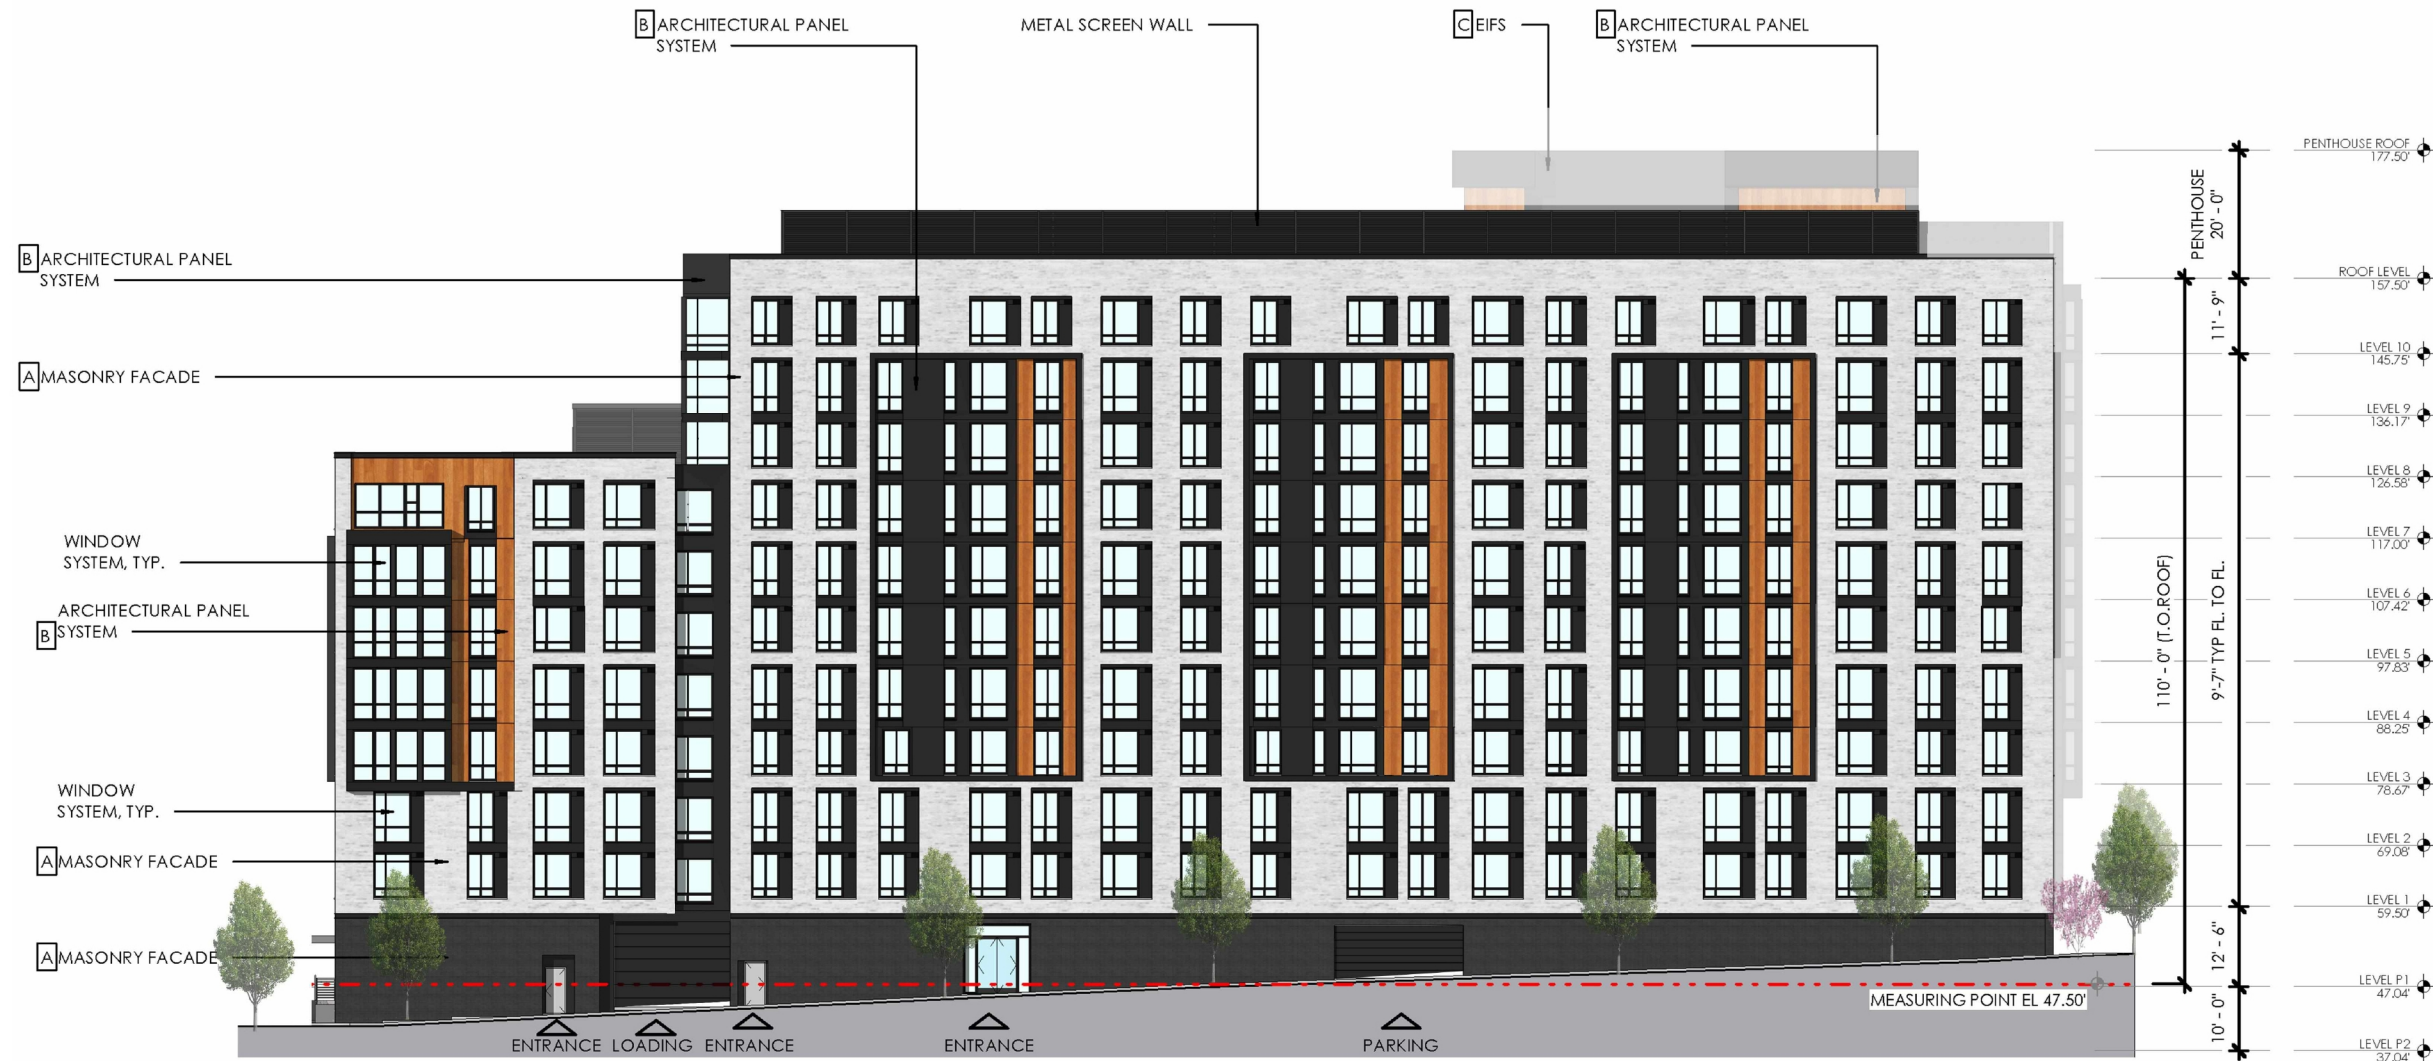 B ARCHITECTURAL PANEL
SYSTEM
METAL SCREEN WALL
C EIFS
B ARCHITECTURAL PANEL
SYSTEM
B ARCHITECTURAL PANEL
SYSTEM
A MASONRY FACADE
WINDOW
SYSTEM, TYP.
ARCHITECTURAL PANEL
B SYSTEM
WINDOW
SYSTEM, TYP.
A MASONRY FACADE
A MASONRY FACADE
ENTRANCE
LOADING
ENTRANCE
ENTRANCE
PARKING
MEASURING POINT EL 47.50'
110' - 0" (T.O.ROOF)
PENTHOUSE
20' - 0"
11' - 9"
9'-7" TYP FL. TO FL.
12' - 6"
10' - 0"
PENTHOUSE ROOF
177.50'
ROOF LEVEL
157.50'
LEVEL 10
145.75'
LEVEL 9
136.17'
LEVEL 8
126.58'
LEVEL 7
117.00'
LEVEL 6
107.42'
LEVEL 5
97.83'
LEVEL 4
88.25'
LEVEL 3
78.67'
LEVEL 2
69.08'
LEVEL 1
59.50'
LEVEL P1
47.04'
LEVEL P2
37.04'